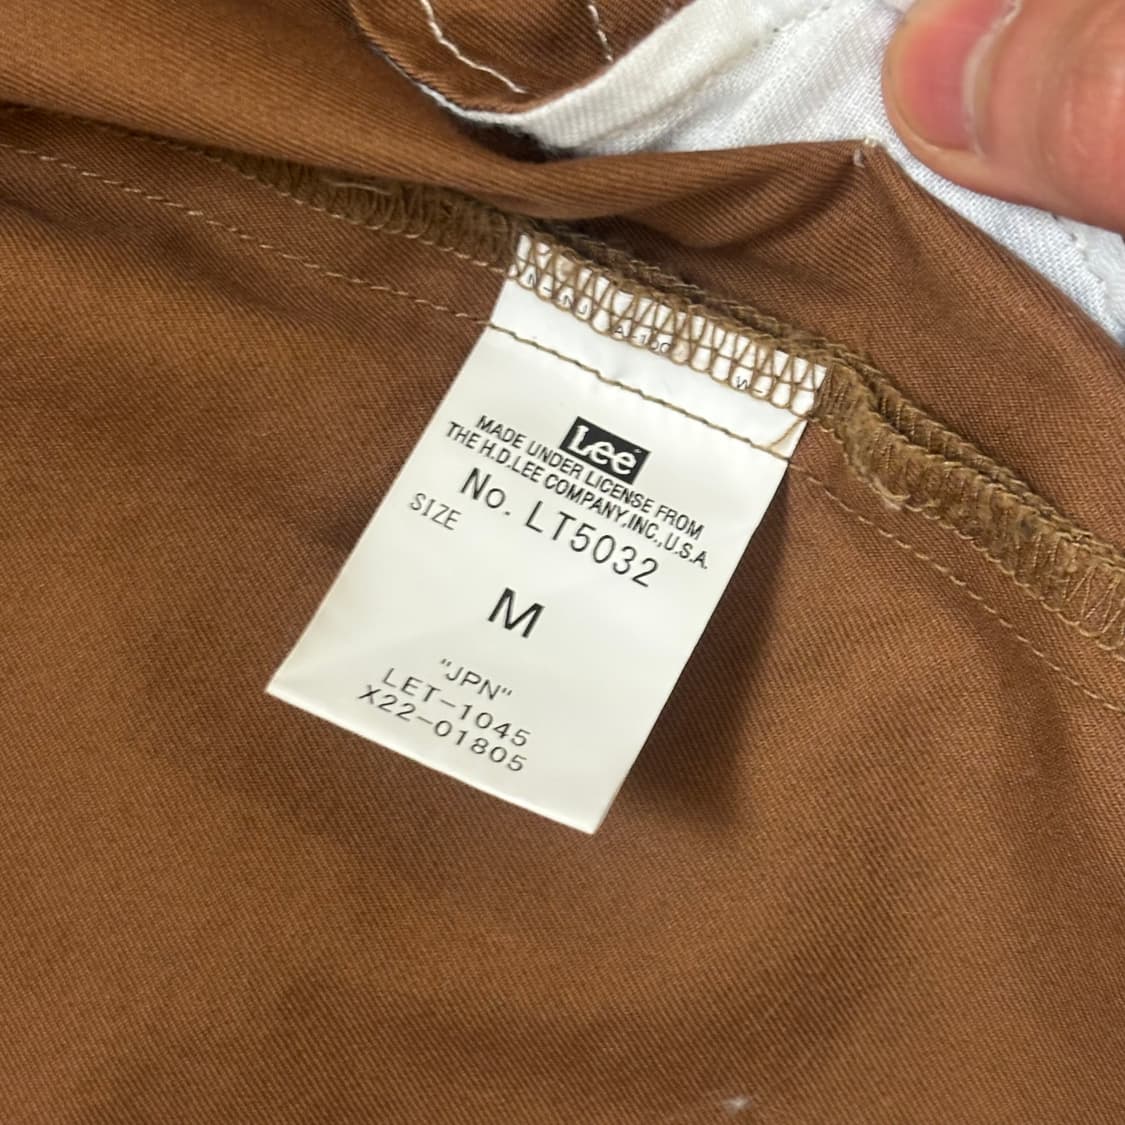 Lee
MADE UNDER LICENSE FROM
THE H.D.LEE COMPANY,INC.,U.S.A.
No. LT5032
SIZE
M
"JPN"
LET-1045
X22-01805